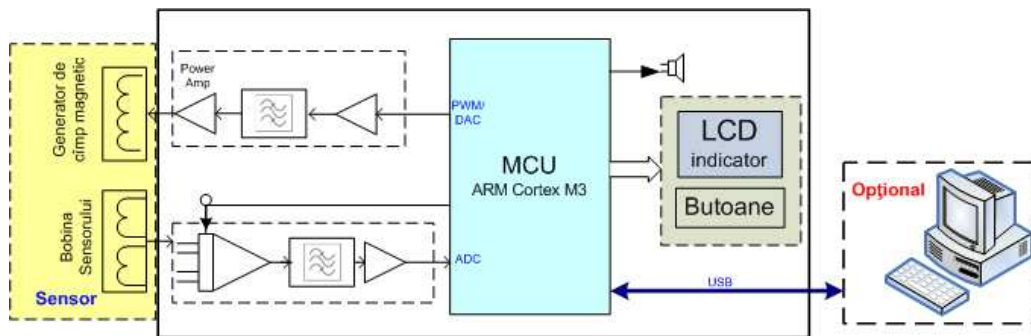 Generator de
cîmp magnetic
Bobina
Sensorului
Sensor
Power
Amp
PWM/
DAC
MCU
ARM Cortex M3
ADC
LCD
indicator
Butoane
USB
Opţional